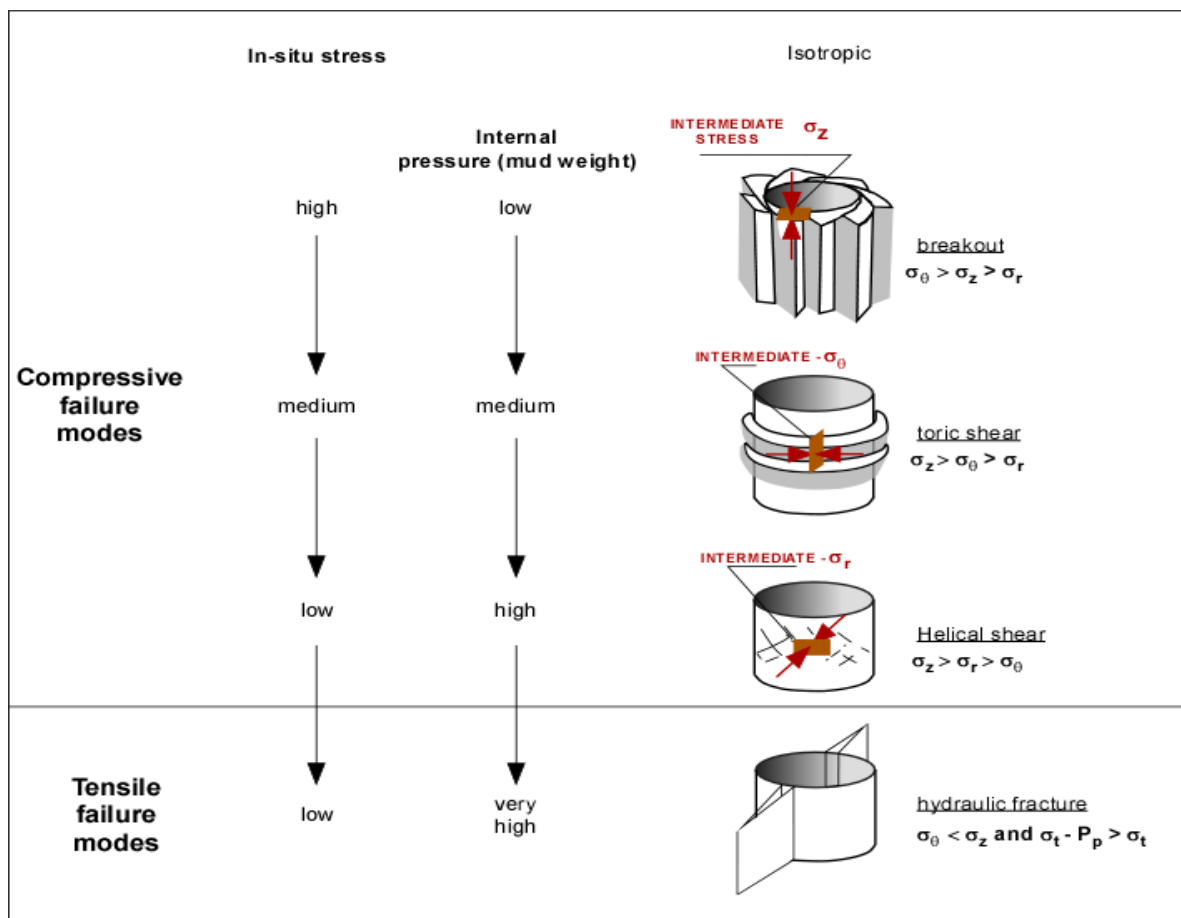 In-situ stress
Isotropic
Internal
pressure (mud weight)
INTERMEDIATE
STRESS
σz
high
low
breakout
σθ > σz > σr
Compressive
failure
modes
medium
medium
INTERMEDIATE - σθ
toric shear
σz > σθ > σr
low
high
INTERMEDIATE - σr
Helical shear
σz > σr > σθ
Tensile
failure
modes
low
very
high
hydraulic fracture
σθ < σz and σt - Pp > σt